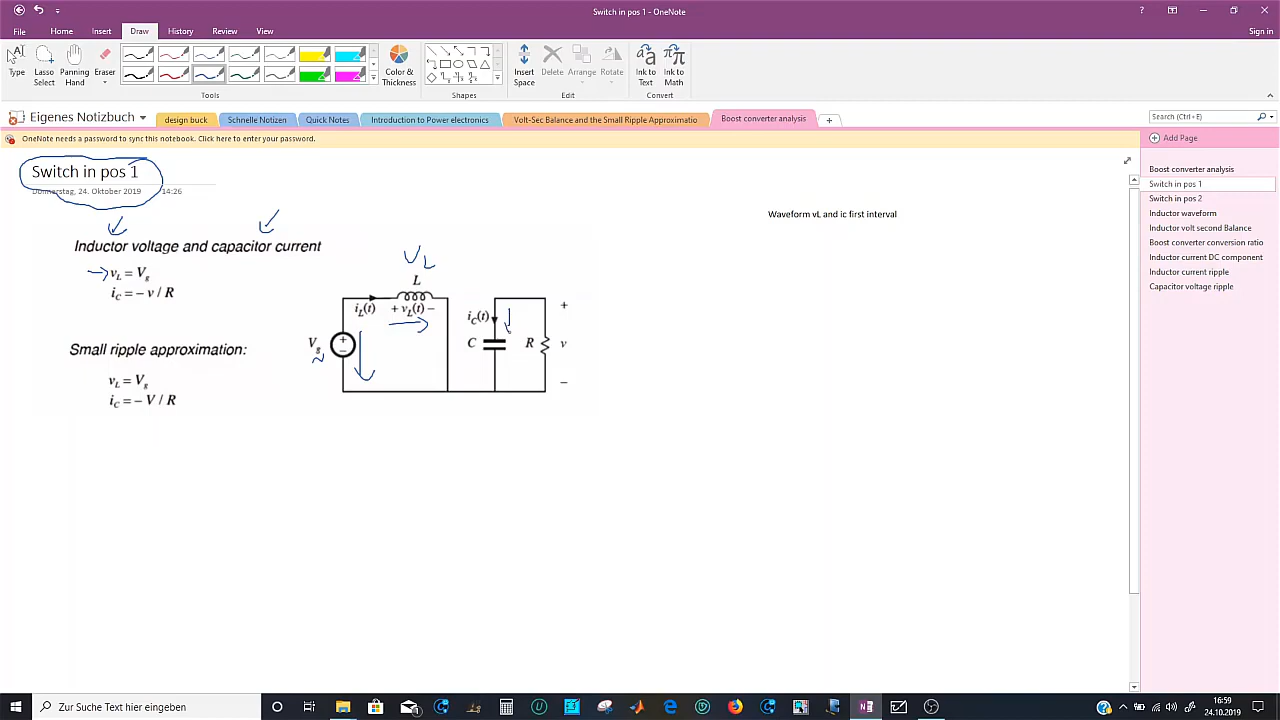 Switch in pos 1 - OneNote
File Home Insert Draw History Review View Sign in
Type
Lasso Select
Panning Hand
Eraser
Color & Thickness
Insert Space
Delete
Arrange
Rotate
Ink to Text
Ink to Math
Tools Shapes Edit Convert
Eigenes Notizbuch design buck Schnelle Notizen Quick Notes Introduction to Power electronics Volt-Sec Balance and the Small Ripple Approximatio Boost converter analysis Search (Ctrl+E)
OneNote needs a password to sync this notebook. Click here to enter your password.
Add Page
Boost converter analysis
Switch in pos 1
Switch in pos 2
Inductor waveform
Inductor volt second Balance
Boost converter conversion ratio
Inductor current DC component
Inductor current ripple
Capacitor voltage ripple
Switch in pos 1
Donnerstag, 24. Oktober 2019 14:26
Waveform vL and ic first interval
Inductor voltage and capacitor current
vL = Vg
iC = – v / R
Small ripple approximation:
vL = Vg
iC = – V / R
VL
L
iL(t) + vL(t) –
Vg
+
–
iC(t)
C
R
+
v
–
Zur Suche Text hier eingeben
16:59
24.10.2019